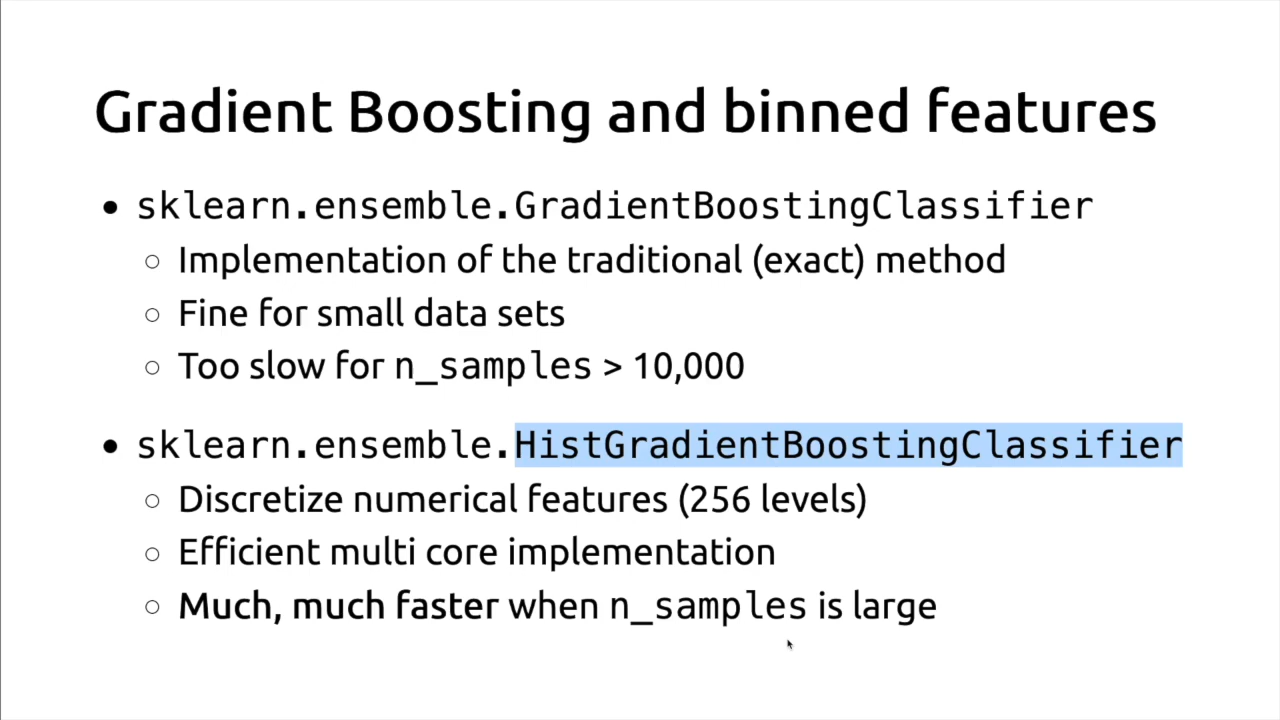 Gradient Boosting and binned features
• sklearn.ensemble.GradientBoostingClassifier
○ Implementation of the traditional (exact) method
○ Fine for small data sets
○ Too slow for n_samples > 10,000
• sklearn.ensemble.HistGradientBoostingClassifier
○ Discretize numerical features (256 levels)
○ Efficient multi core implementation
○ Much, much faster when n_samples is large